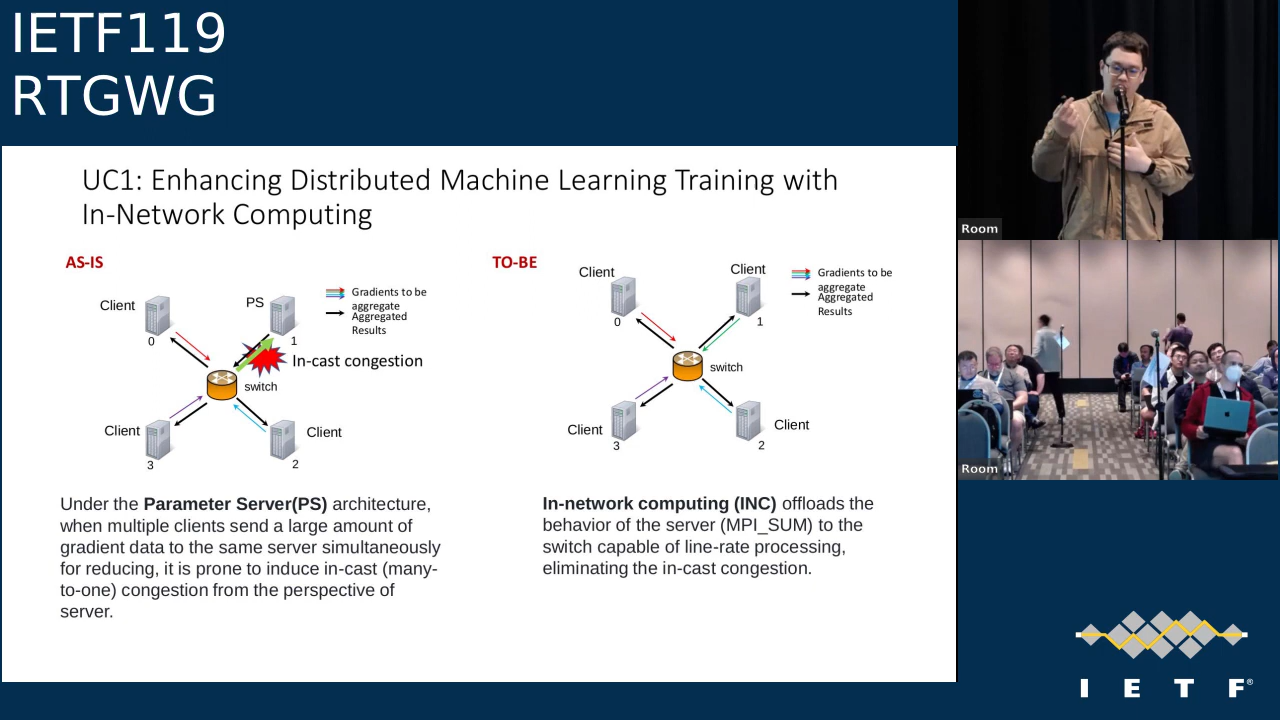 IETF119
RTGWG
UC1: Enhancing Distributed Machine Learning Training with
In-Network Computing
AS-IS
Client
0
PS
1
Gradients to be
aggregate
Aggregated
Results
In-cast congestion
switch
Client
3
Client
2
Under the Parameter Server(PS) architecture,
when multiple clients send a large amount of
gradient data to the same server simultaneously
for reducing, it is prone to induce in-cast (many-
to-one) congestion from the perspective of
server.
TO-BE
Client
0
Client
1
Gradients to be
aggregate
Aggregated
Results
switch
Client
3
Client
2
In-network computing (INC) offloads the
behavior of the server (MPI_SUM) to the
switch capable of line-rate processing,
eliminating the in-cast congestion.
Room
Room
I E T F®